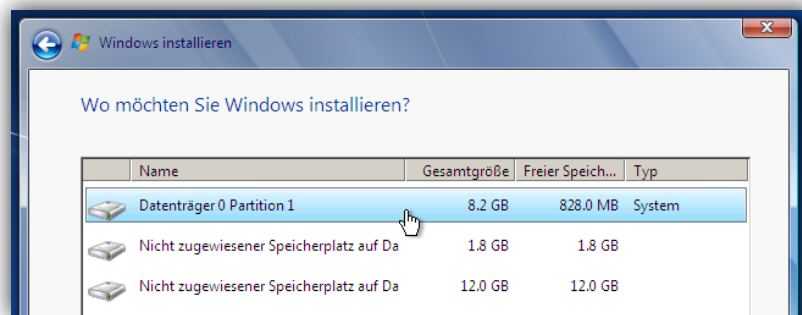 Windows installieren
Wo möchten Sie Windows installieren?
Name Gesamtgröße Freier Speich... Typ
Datenträger 0 Partition 1 8.2 GB 828.0 MB System
Nicht zugewiesener Speicherplatz auf Da 1.8 GB 1.8 GB
Nicht zugewiesener Speicherplatz auf Da 12.0 GB 12.0 GB